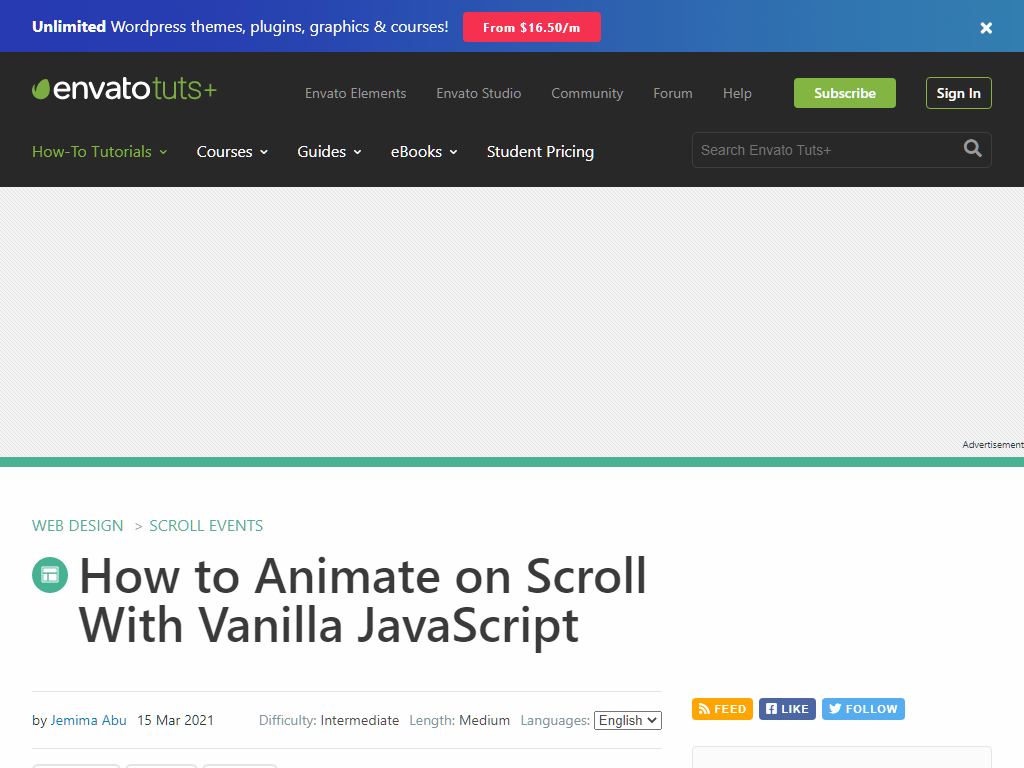 Unlimited Wordpress themes, plugins, graphics & courses! From $16.50/m
envato tuts+ Envato Elements Envato Studio Community Forum Help Subscribe Sign In
How-To Tutorials Courses Guides eBooks Student Pricing Search Envato Tuts+
Advertisement
WEB DESIGN > SCROLL EVENTS
How to Animate on Scroll
With Vanilla JavaScript
by Jemima Abu 15 Mar 2021 Difficulty: Intermediate Length: Medium Languages: English
FEED LIKE FOLLOW